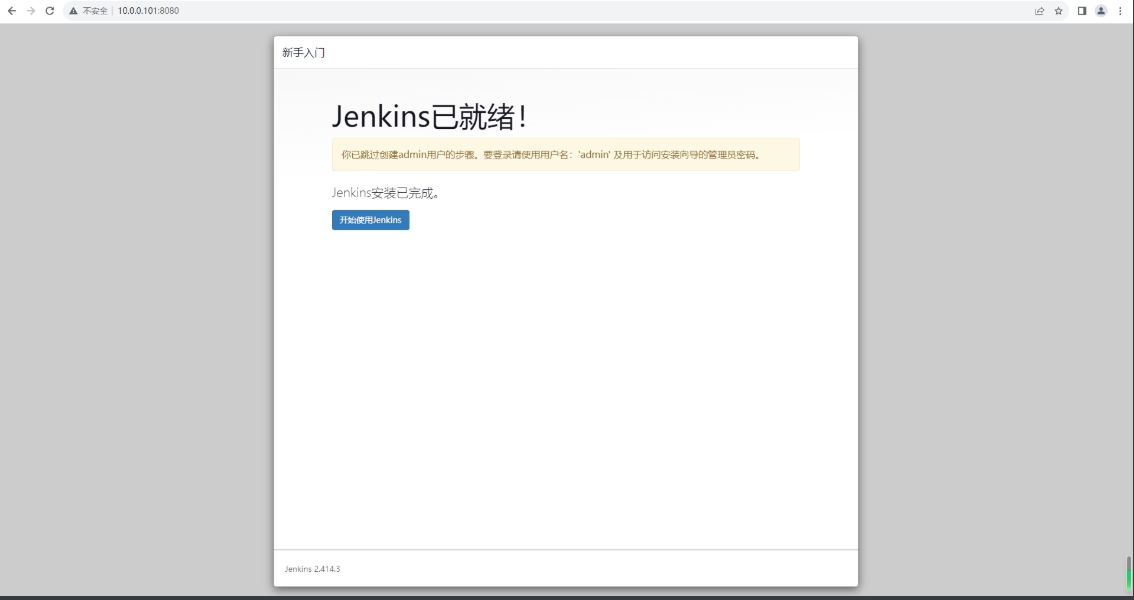 不安全 10.0.0.101:8080
新手入门
Jenkins已就绪！
你已跳过创建admin用户的步骤。要登录请使用用户名：'admin' 及用于访问安装向导的管理员密码。
Jenkins安装已完成。
开始使用Jenkins
Jenkins 2.414.3